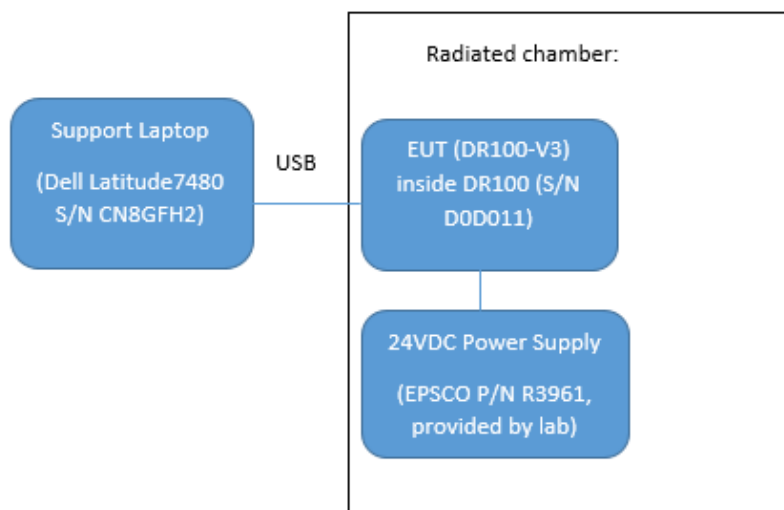 Radiated chamber:
Support Laptop
(Dell Latitude7480
S/N CN8GFH2)
USB
EUT (DR100-V3)
inside DR100 (S/N
D0D011)
24VDC Power Supply
(EPSCO P/N R3961,
provided by lab)